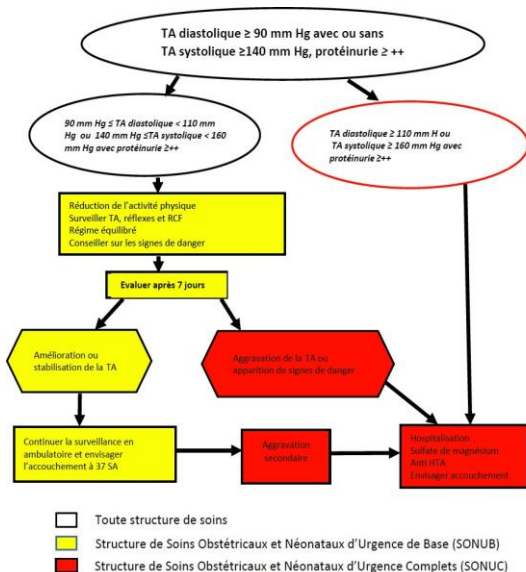 TA diastolique ≥ 90 mm Hg avec ou sans
TA systolique ≥140 mm Hg, protéinurie ≥ ++
90 mm Hg ≤ TA diastolique < 110 mm
Hg ou 140 mm Hg ≤TA systolique < 160
mm Hg avec protéinurie ≥++
TA diastolique ≥ 110 mm H ou
TA systolique ≥ 160 mm Hg avec
protéinurie ≥++
Réduction de l'activité physique
Surveiller TA, réflexes et RCF
Régime équilibré
Conseiller sur les signes de danger
Evaluer après 7 jours
Amélioration ou
stabilisation de la TA
Aggravation de la TA ou
apparition de signes de danger
Continuer la surveillance en
ambulatoire et envisager
l'accouchement à 37 SA
Aggravation
secondaire
Hospitalisation
Sulfate de magnésium
Anti HTA
Envisager accouchement
Toute structure de soins
Structure de Soins Obstétricaux et Néonataux d'Urgence de Base (SONUB)
Structure de Soins Obstétricaux et Néonataux d'Urgence Complets (SONUC)